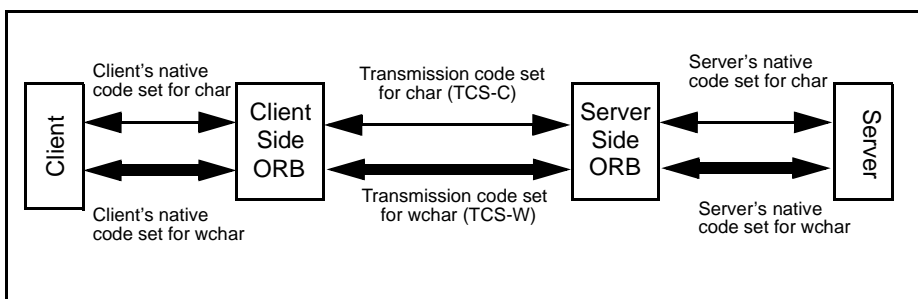 Client's native
code set for char
Transmission code set
for char (TCS-C)
Server's native
code set for char
Client
Client
Side
ORB
Server
Side
ORB
Server
Client's native
code set for wchar
Transmission code set
for wchar (TCS-W)
Server's native
code set for wchar